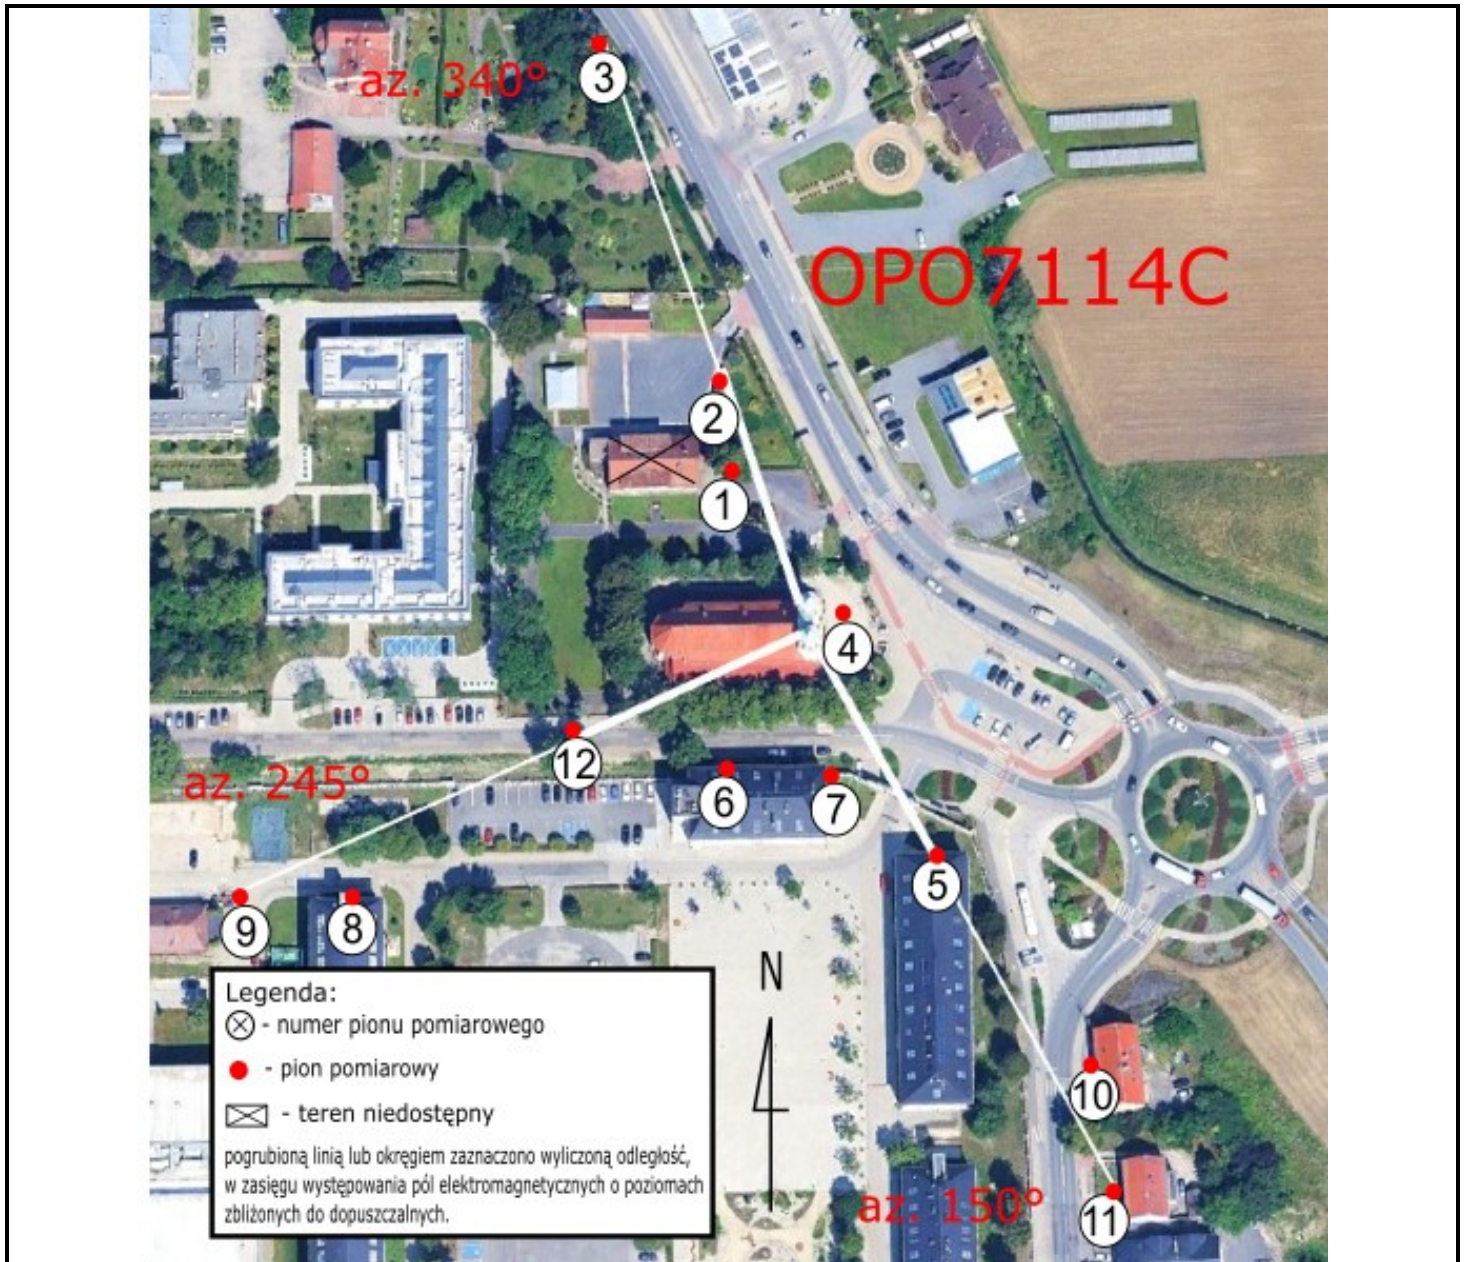 az. 340°
3
OPO7114C
2
1
4
12
az. 245°
6
7
5
9
8
N
Legenda:
- numer pionu pomiarowego
- pion pomiarowy
- teren niedostępny
pogrubioną linią lub okręgiem zaznaczono wyliczoną odległość,
w zasięgu występowania pól elektromagnetycznych o poziomach
zbliżonych do dopuszczalnych.
10
az. 150°
11